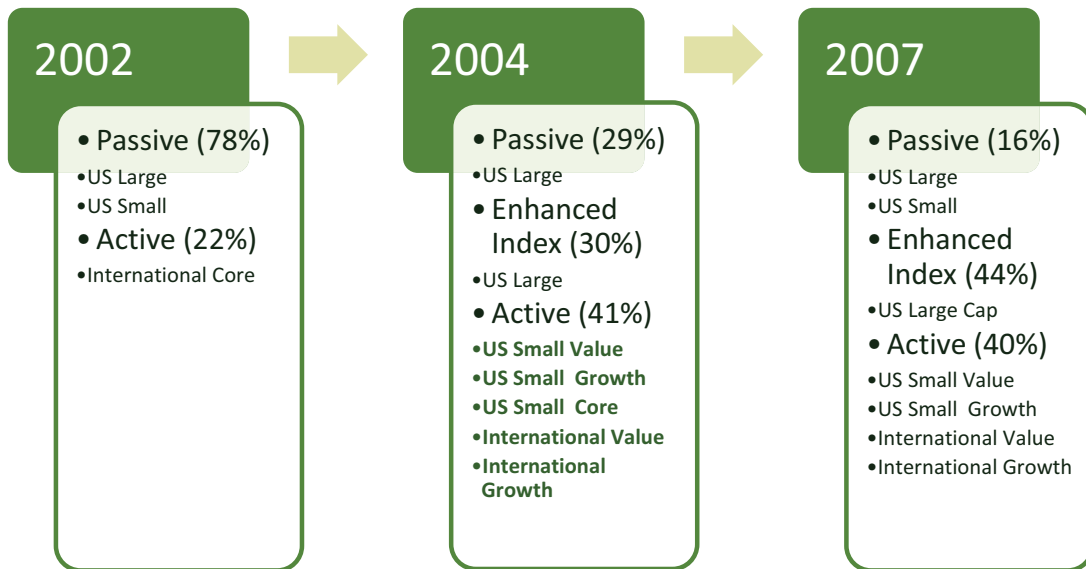 2002
• Passive (78%)
•US Large
•US Small
• Active (22%)
•International Core
2004
• Passive (29%)
•US Large
• Enhanced
Index (30%)
•US Large
• Active (41%)
•US Small Value
•US Small  Growth
•US Small  Core
•International Value
•International
Growth
2007
• Passive (16%)
•US Large
•US Small
• Enhanced
Index (44%)
•US Large Cap
• Active (40%)
•US Small Value
•US Small  Growth
•International Value
•International Growth